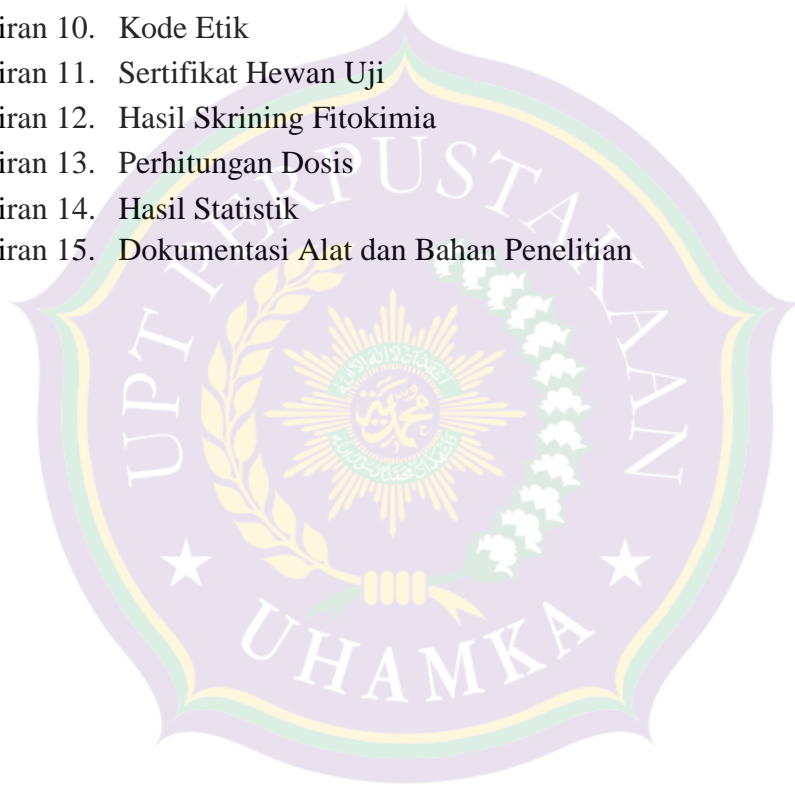 iran 10. Kode Etik
iran 11. Sertifikat Hewan Uji
iran 12. Hasil Skrining Fitokimia
iran 13. Perhitungan Dosis
iran 14. Hasil Statistik
iran 15. Dokumentasi Alat dan Bahan Penelitian
UPT PERPUSTAKAAN
محمدية
UHAMKA